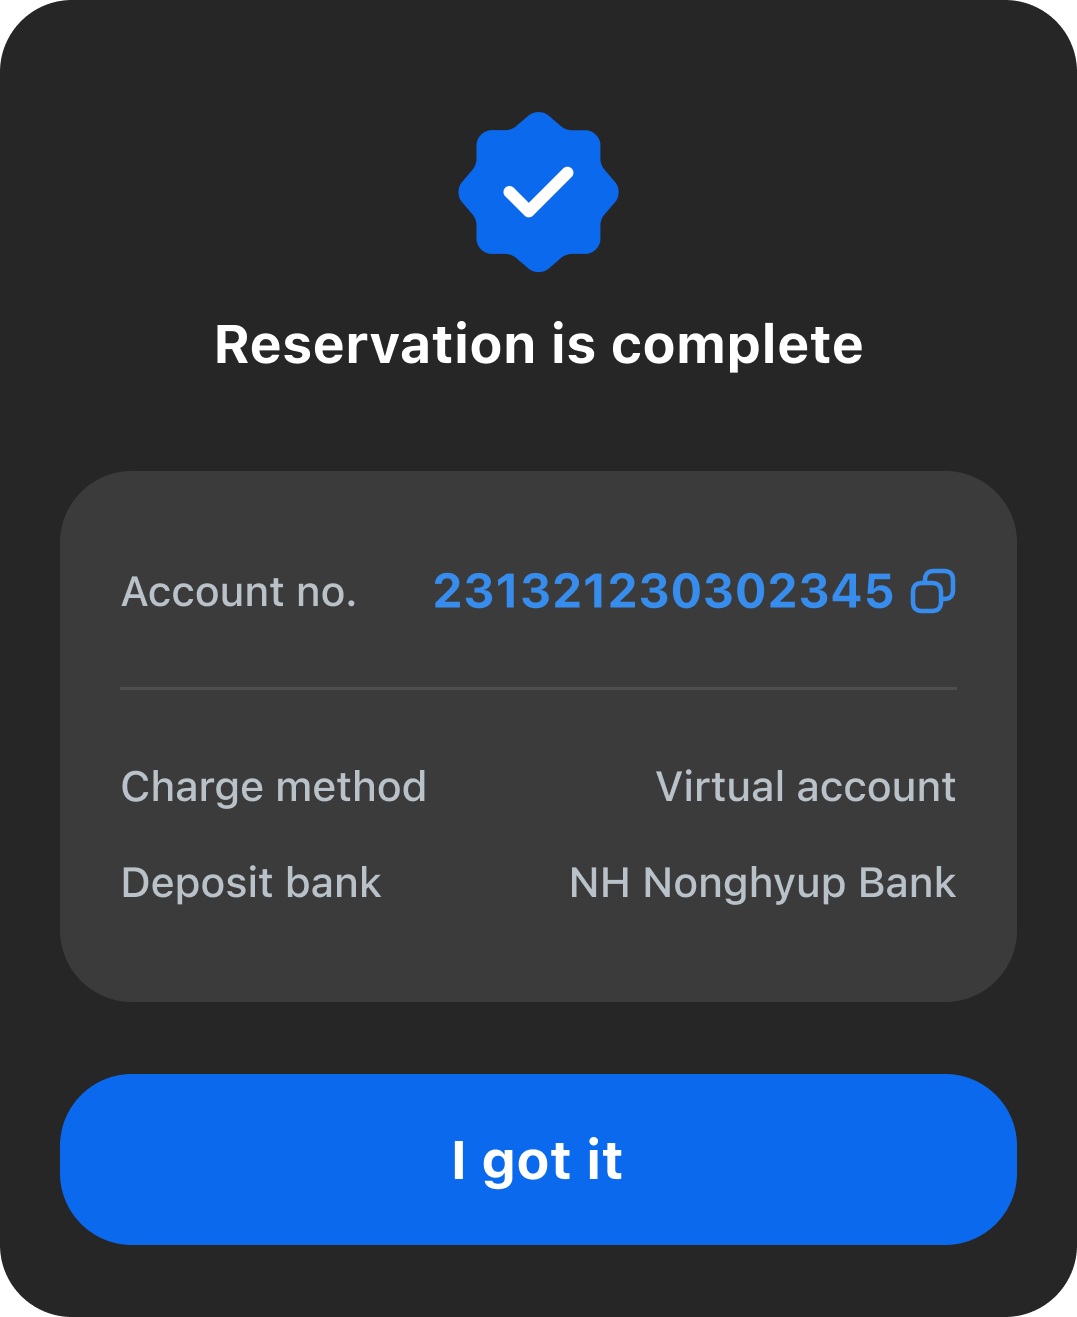 Reservation is complete
Account no. 231321230302345
Charge method Virtual account
Deposit bank NH Nonghyup Bank
I got it